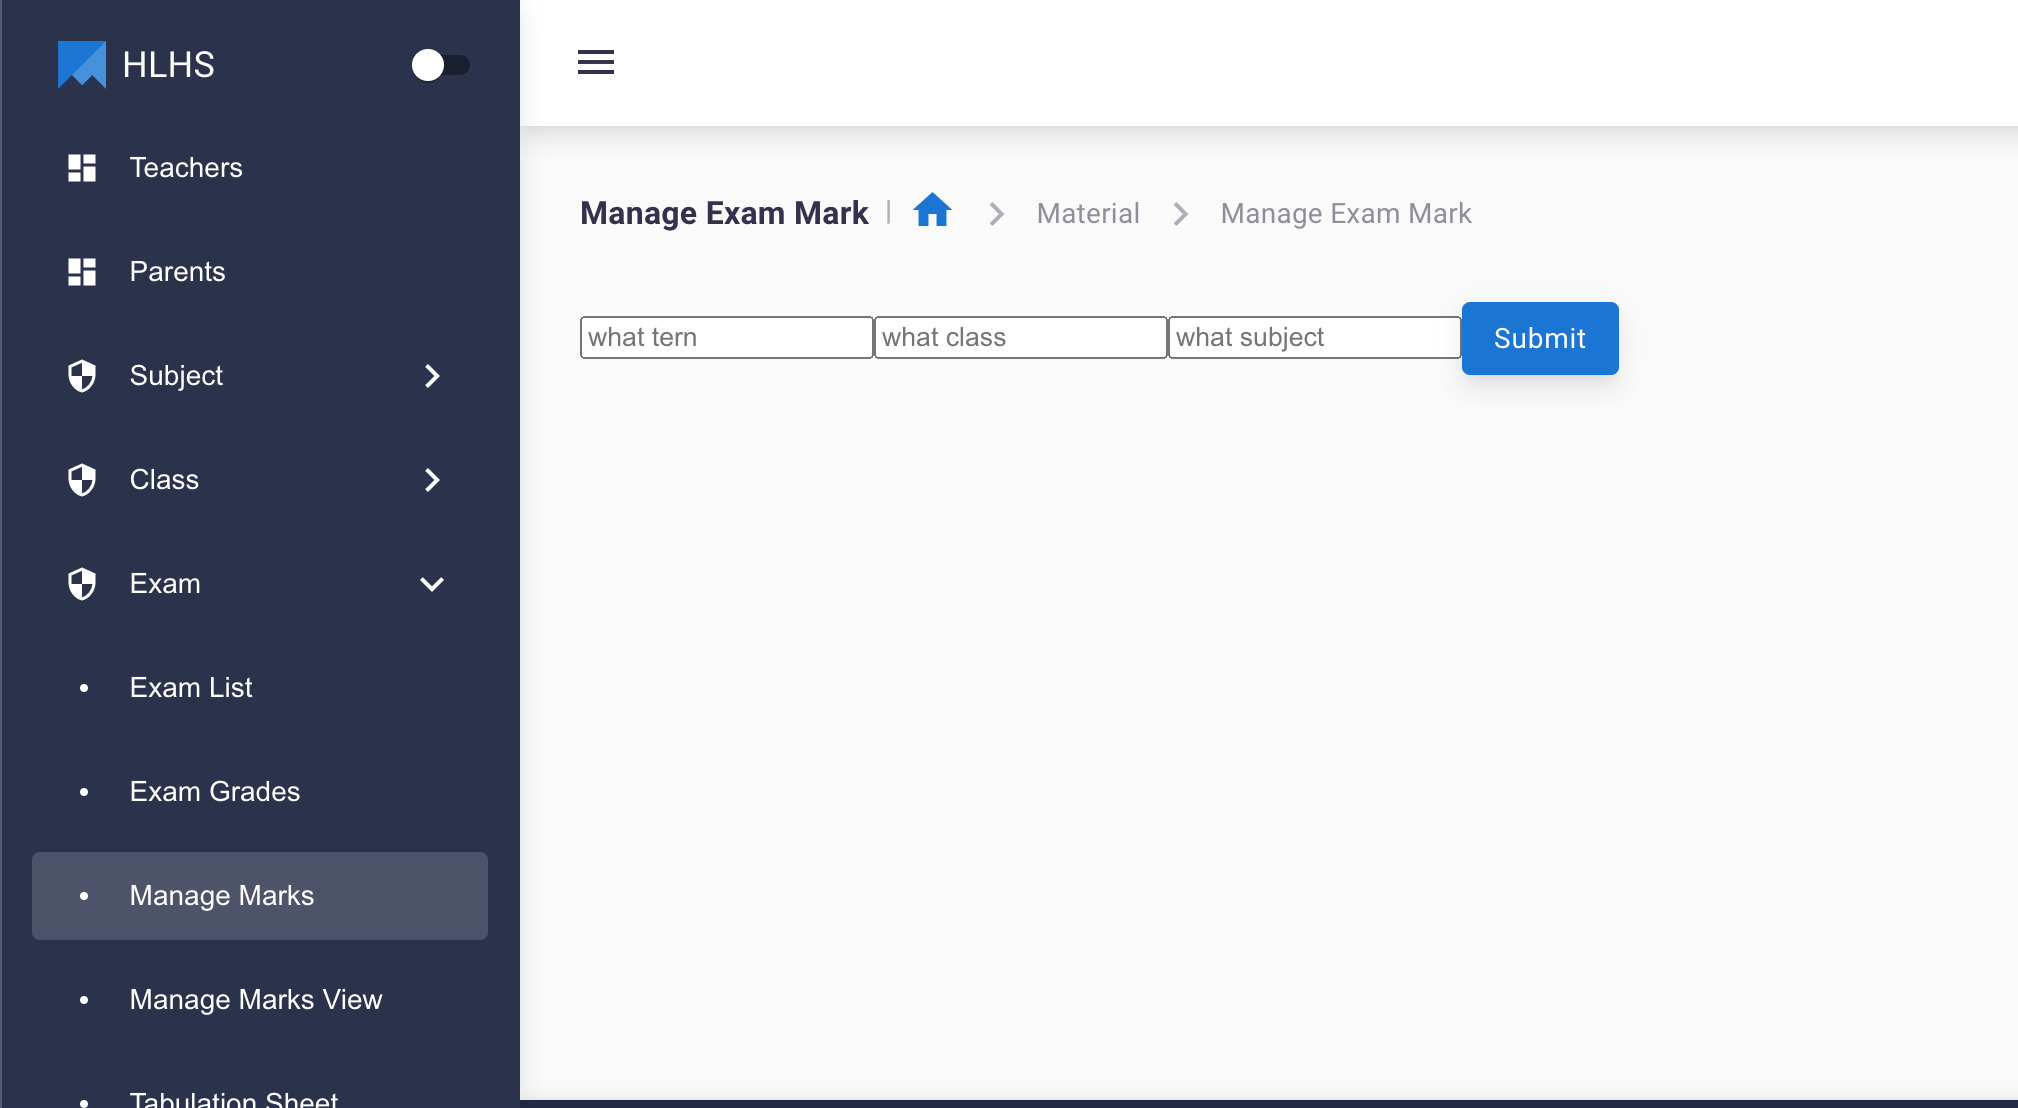 HLHS
Teachers
Parents
Subject
Class
Exam
Exam List
Exam Grades
Manage Marks
Manage Marks View
Tabulation Sheet
Manage Exam Mark | Material Manage Exam Mark
what tern what class what subject Submit